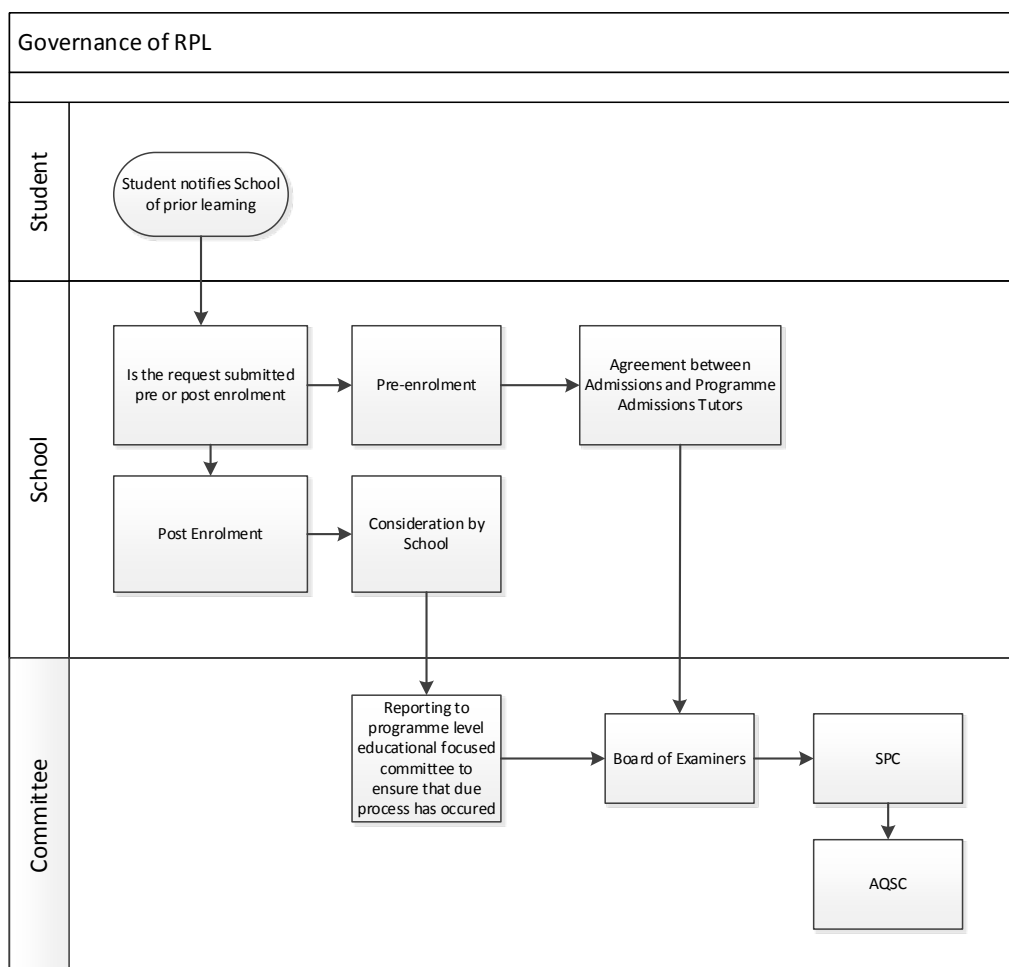 Governance of RPL
Student
Student notifies School
of prior learning
School
Is the request submitted
pre or post enrolment
Pre-enrolment
Agreement between
Admissions and Programme
Admissions Tutors
Post Enrolment
Consideration by
School
Committee
Reporting to
programme level
educational focused
committee to
ensure that due
process has occured
Board of Examiners
SPC
AQSC